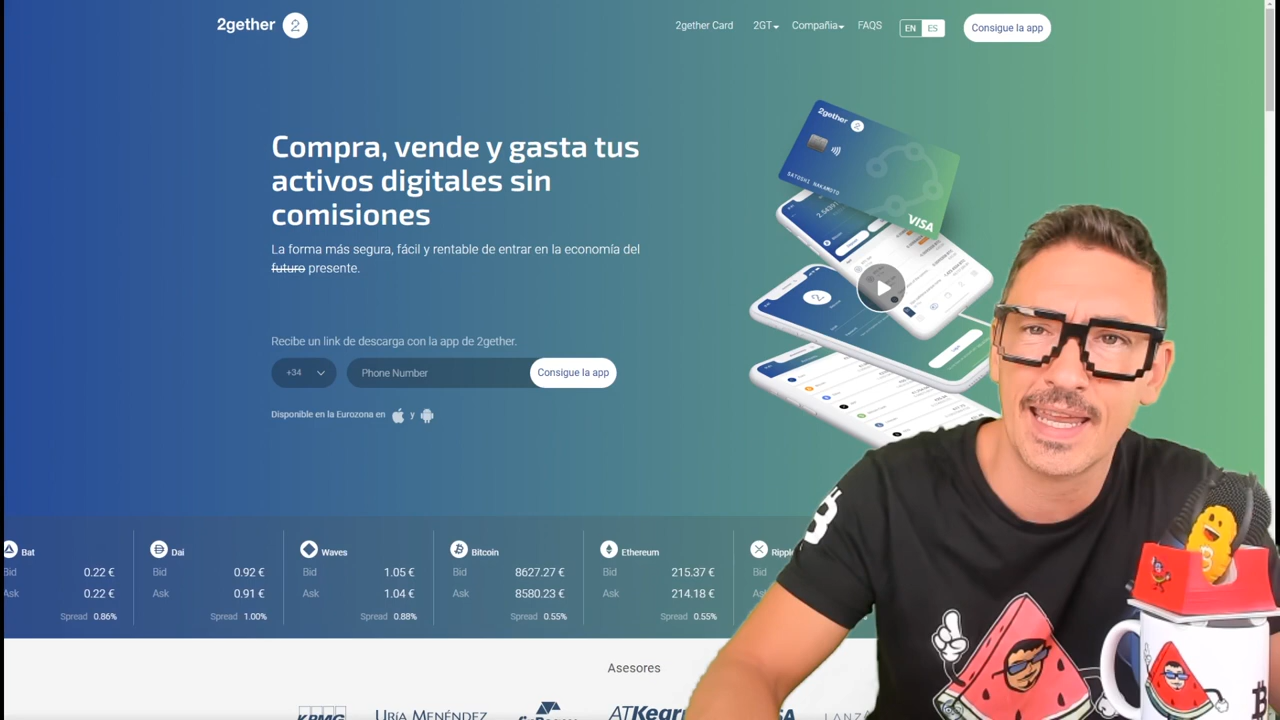 2gether 2
2gether Card
2GT
Compañia
FAQS
EN
ES
Consigue la app
Compra, vende y gasta tus
activos digitales sin
comisiones
La forma más segura, fácil y rentable de entrar en la economía del
futuro presente.
Recibe un link de descarga con la app de 2gether.
+34
Phone Number
Consigue la app
Disponible en la Eurozona en
y
2gether 2
SATOSHI NAKAMOTO
VISA
Bat
Bid 0.22 €
Ask 0.22 €
Spread 0.86%
Dai
Bid 0.92 €
Ask 0.91 €
Spread 1.00%
Waves
Bid 1.05 €
Ask 1.04 €
Spread 0.88%
Bitcoin
Bid 8627.27 €
Ask 8580.23 €
Spread 0.55%
Ethereum
Bid 215.37 €
Ask 214.18 €
Spread 0.55%
Bid
Asesores
KPMG
URÍA MENÉNDEZ